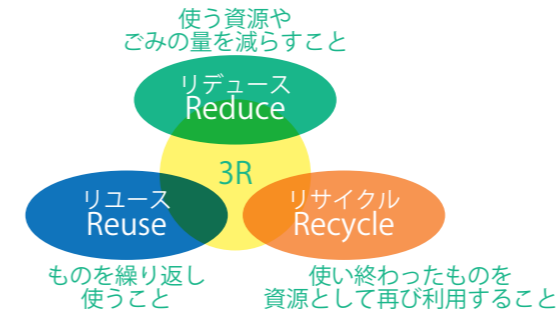 使う資源や
ごみの量を減らすこと
リデュース
Reduce
3R
リユース
Reuse
ものを繰り返し
使うこと
リサイクル
Recycle
使い終わったものを
資源として再び利用すること